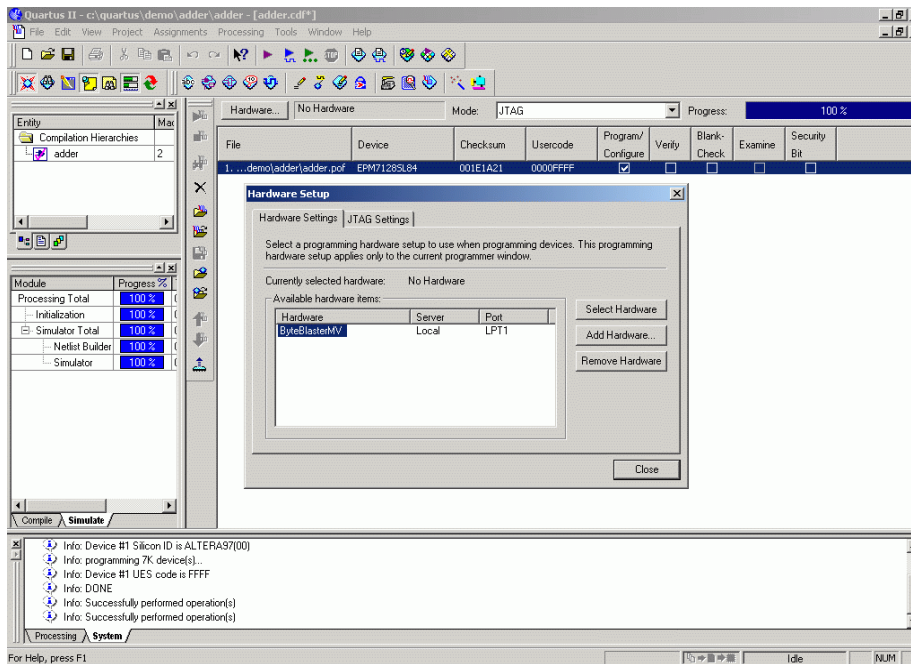 Quartus II - c:\quartus\demo\adder\adder - [adder.cdf*]
File Edit View Project Assignments Processing Tools Window Help
Hardware... No Hardware Mode: JTAG Progress: 100 %
Entity Mac
Compilation Hierarchies
adder 2
File Device Checksum Usercode Program/ Configure Verify Blank- Check Examine Security Bit
1. ...demo\adder\adder.pof EPM7128SL84 001E1A21 0000FFFF
Hardware Setup
Hardware Settings JTAG Settings
Select a programming hardware setup to use when programming devices. This programming
hardware setup applies only to the current programmer window.
Currently selected hardware: No Hardware
Available hardware items:
Hardware Server Port
ByteBlasterMV Local LPT1
Select Hardware
Add Hardware...
Remove Hardware
Close
Module Progress %
Processing Total 100 %
Initialization 100 %
Simulator Total 100 %
Netlist Builder 100 %
Simulator 100 %
Compile Simulate
Info: Device #1 Silicon ID is ALTERA97(00)
Info: programming 7K device(s)...
Info: Device #1 UES code is FFFF
Info: DONE
Info: Successfully performed operation(s)
Info: Successfully performed operation(s)
Processing System
For Help, press F1 Idle NUM